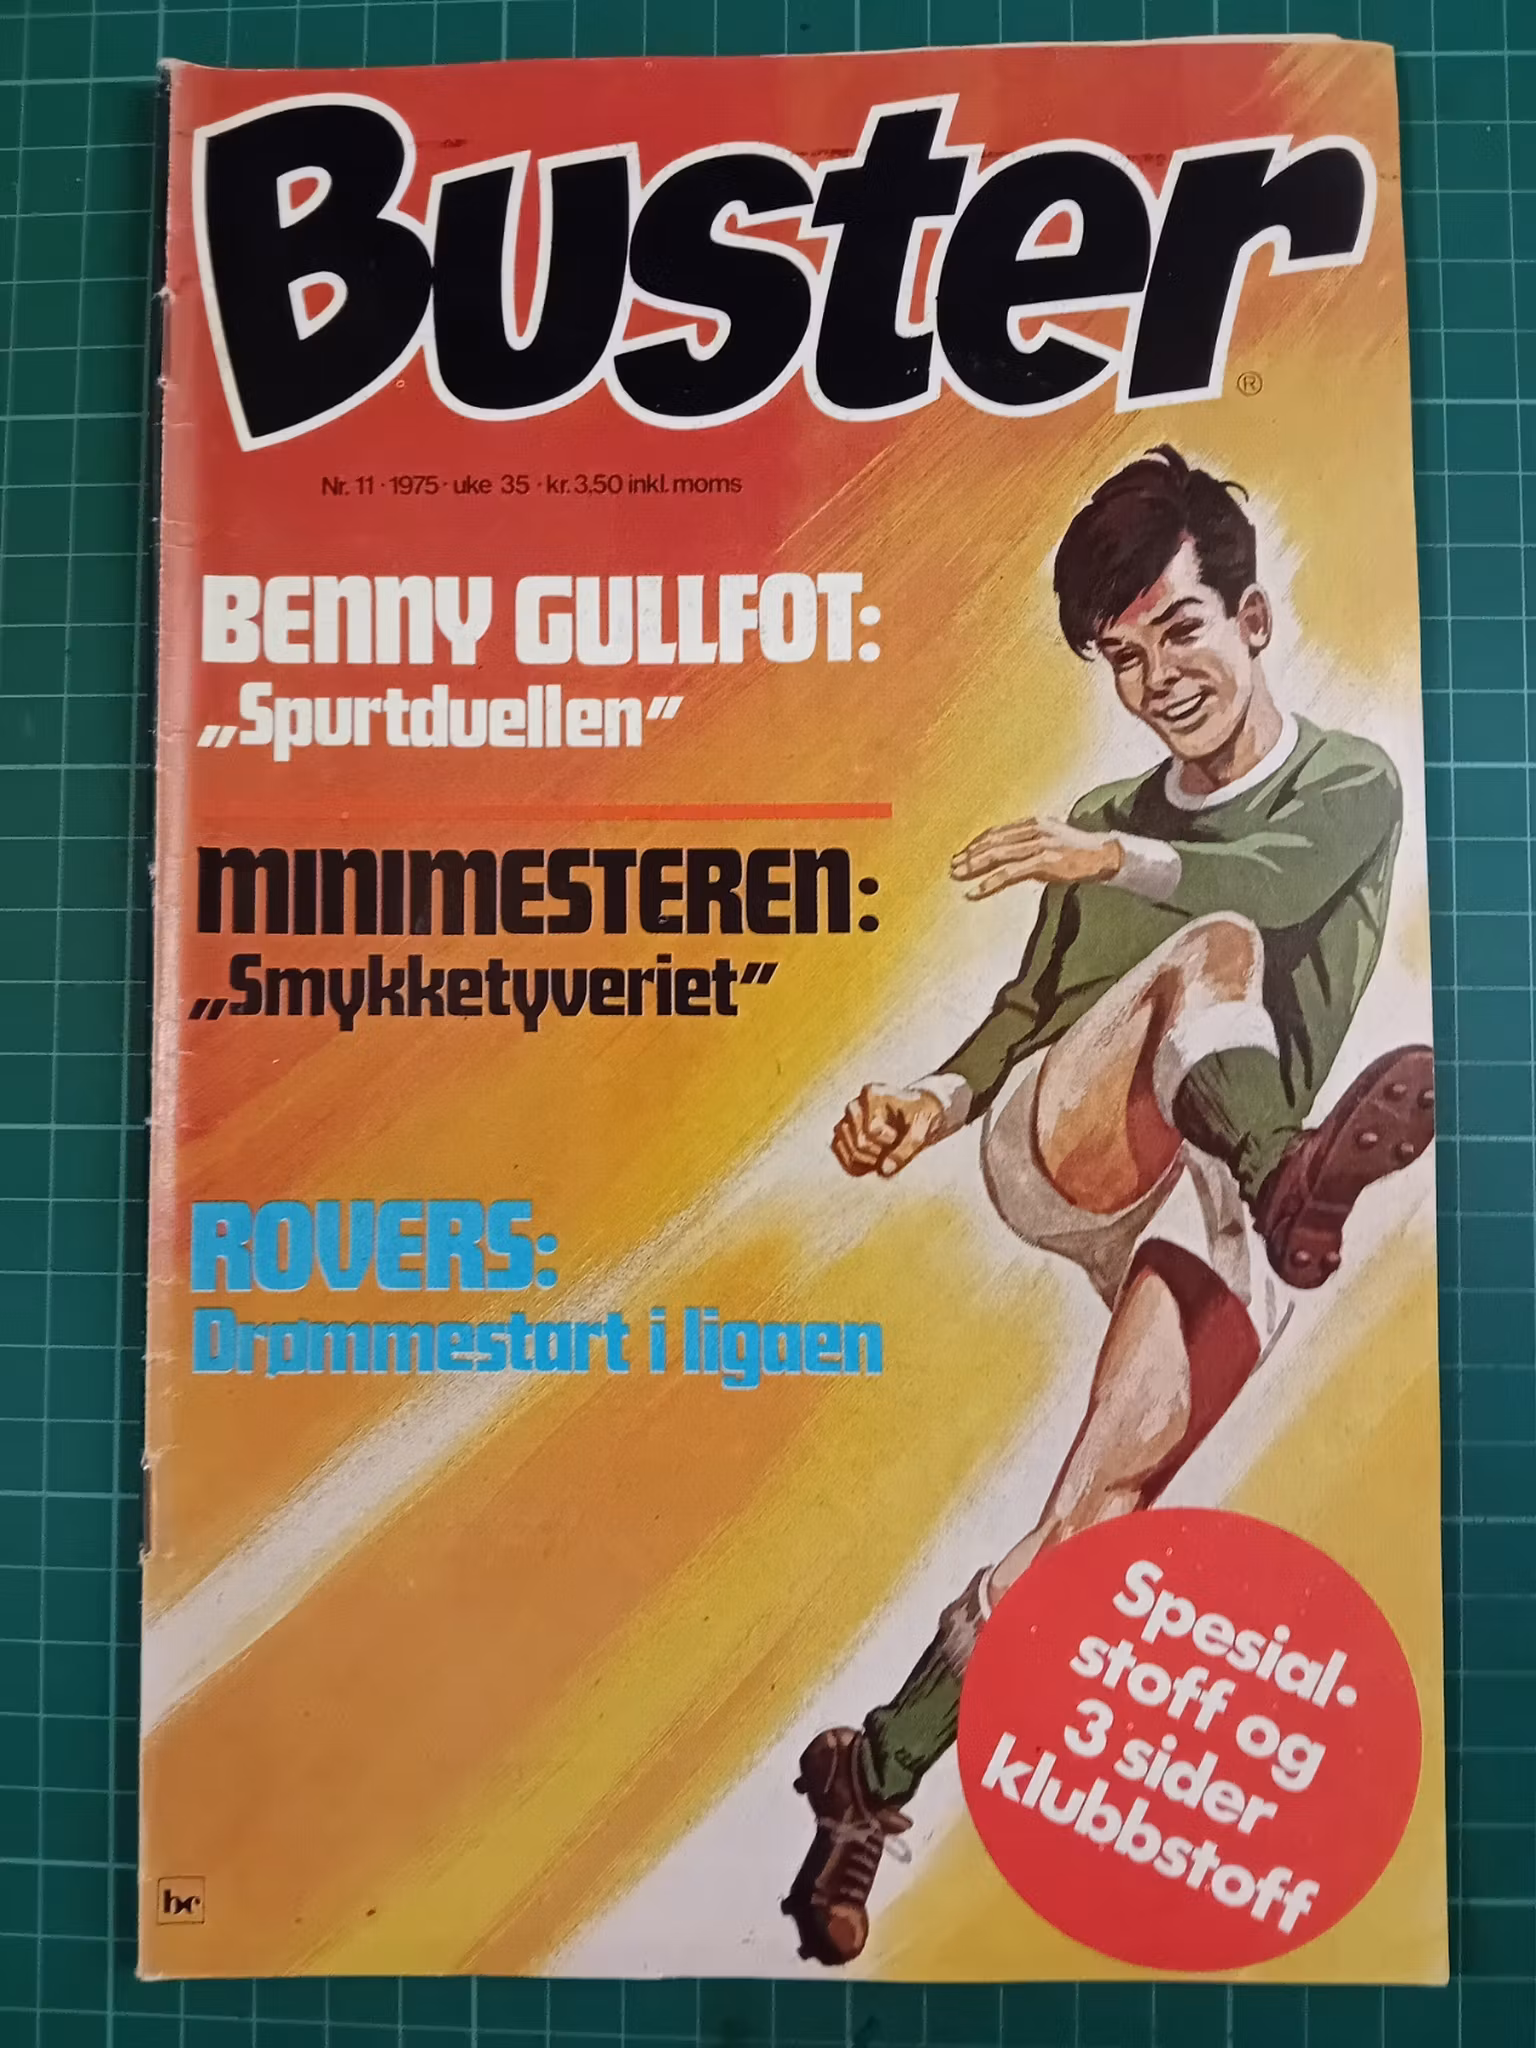 Buster
®
Nr. 11 · 1975 · uke 35 · kr. 3,50 inkl. moms
BENNY GULLFOT:
„Spurtduellen”
MINIMESTEREN:
„Smykketyveriet”
ROVERS:
Drømmestart i ligaen
Spesial-
stoff og
3 sider
klubbstoff